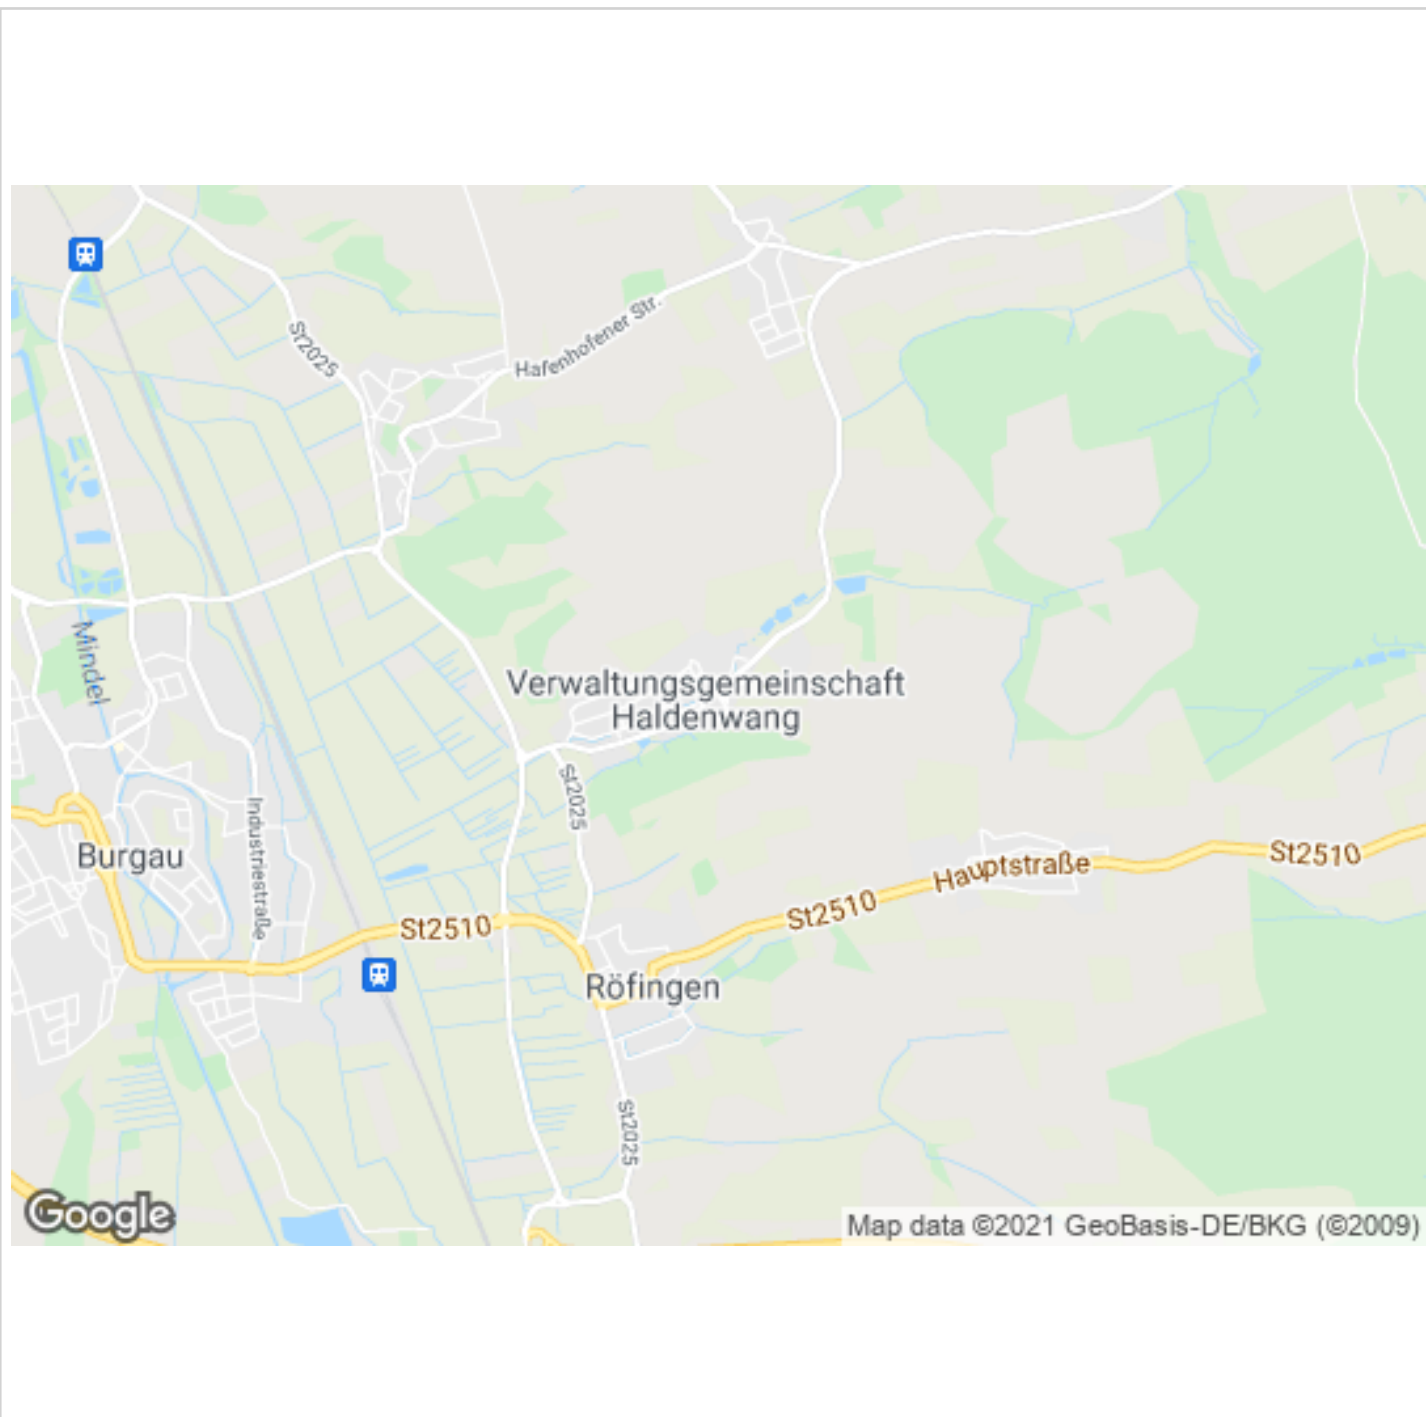 St2025
Hafenhofener Str.
Mindel
Verwaltungsgemeinschaft
Haldenwang
St2025
Industriestraße
Burgau
St2510
Hauptstraße
St2510
St2510
Röfingen
St2025
Google
Map data ©2021 GeoBasis-DE/BKG (©2009)